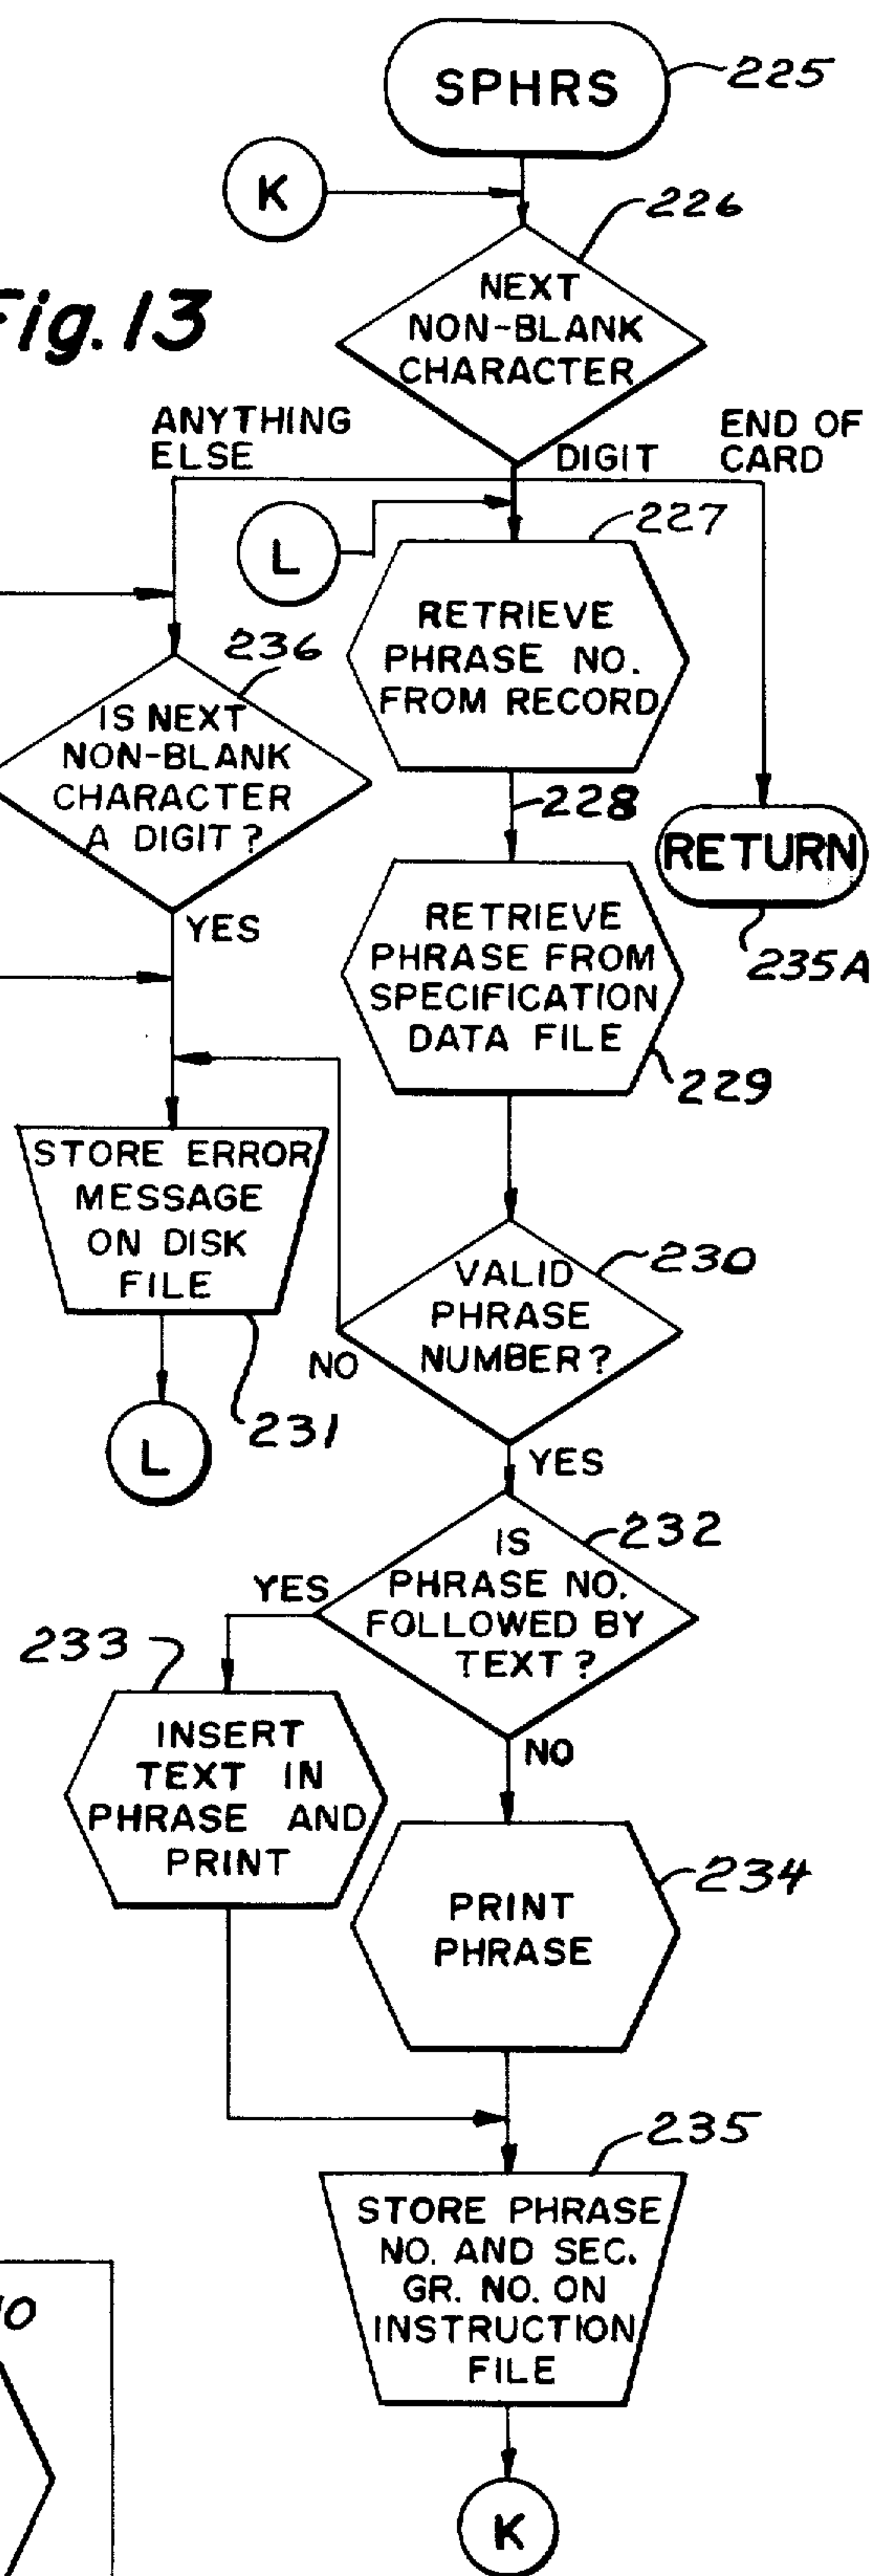 SPHRS
225
K
226
NEXT
NON-BLANK
CHARACTER
Fig. 13
ANYTHING
ELSE
DIGIT
END OF
CARD
L
227
RETRIEVE
PHRASE NO.
FROM RECORD
236
IS NEXT
NON-BLANK
CHARACTER
A DIGIT?
228
RETURN
235A
YES
RETRIEVE
PHRASE FROM
SPECIFICATION
DATA FILE
229
STORE ERROR
MESSAGE
ON DISK
FILE
231
L
VALID
PHRASE
NUMBER?
230
NO
YES
IS
PHRASE NO.
FOLLOWED BY
TEXT?
232
YES
NO
233
INSERT
TEXT IN
PHRASE AND
PRINT
PRINT
PHRASE
234
235
STORE PHRASE
NO. AND SEC.
GR. NO. ON
INSTRUCTION
FILE
K